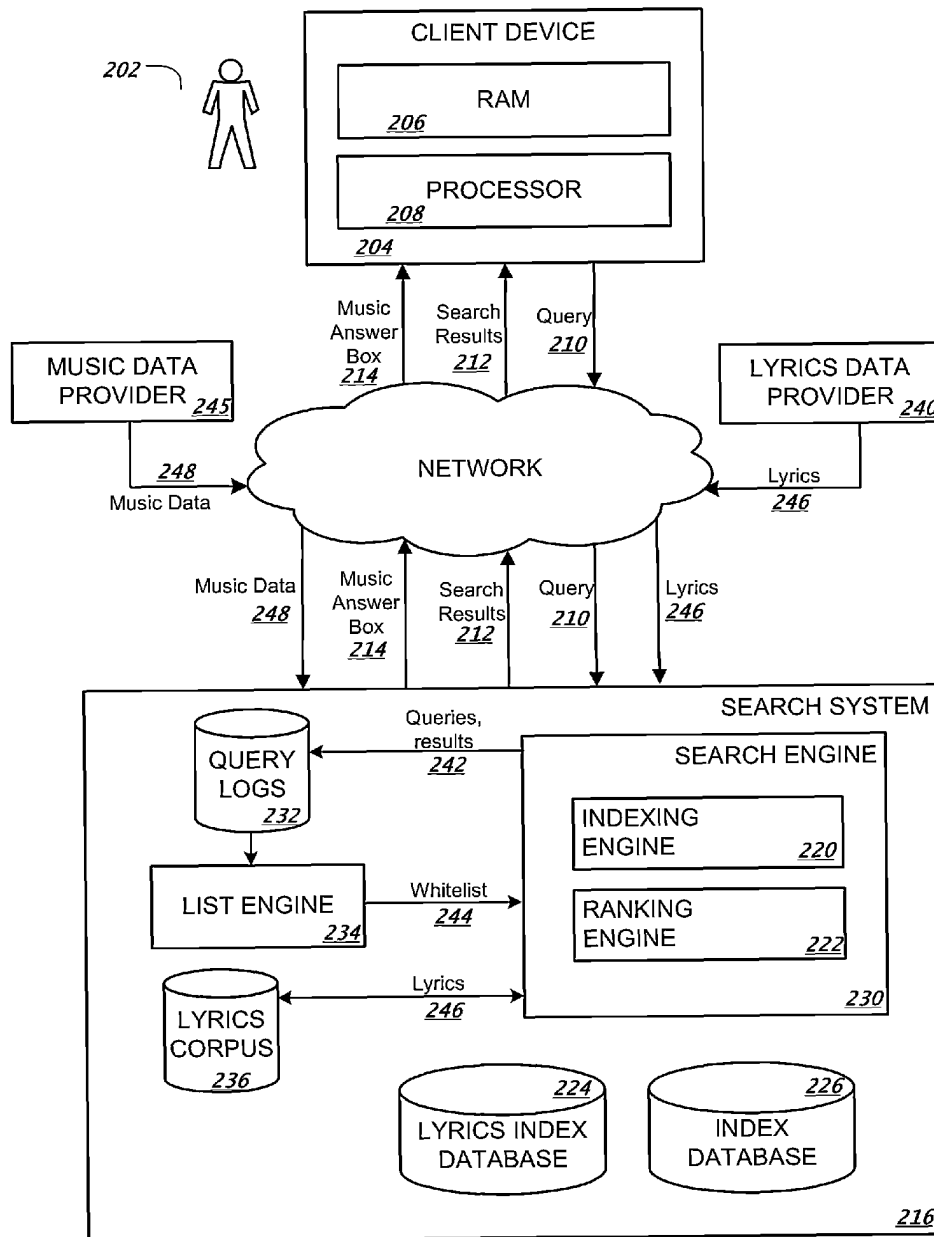 CLIENT DEVICE
202
RAM
206
PROCESSOR
208
204
Music
Answer
Box
214
Search
Results
212
Query
210
MUSIC DATA
PROVIDER
245
LYRICS DATA
PROVIDER
240
NETWORK
248
Music Data
Lyrics
246
Music Data
248
Music
Answer
Box
214
Search
Results
212
Query
210
Lyrics
246
SEARCH SYSTEM
QUERY
LOGS
232
Queries,
results
242
SEARCH ENGINE
INDEXING
ENGINE
220
LIST ENGINE
234
Whitelist
244
RANKING
ENGINE
222
230
LYRICS
CORPUS
236
Lyrics
246
224
LYRICS INDEX
DATABASE
226
INDEX
DATABASE
216